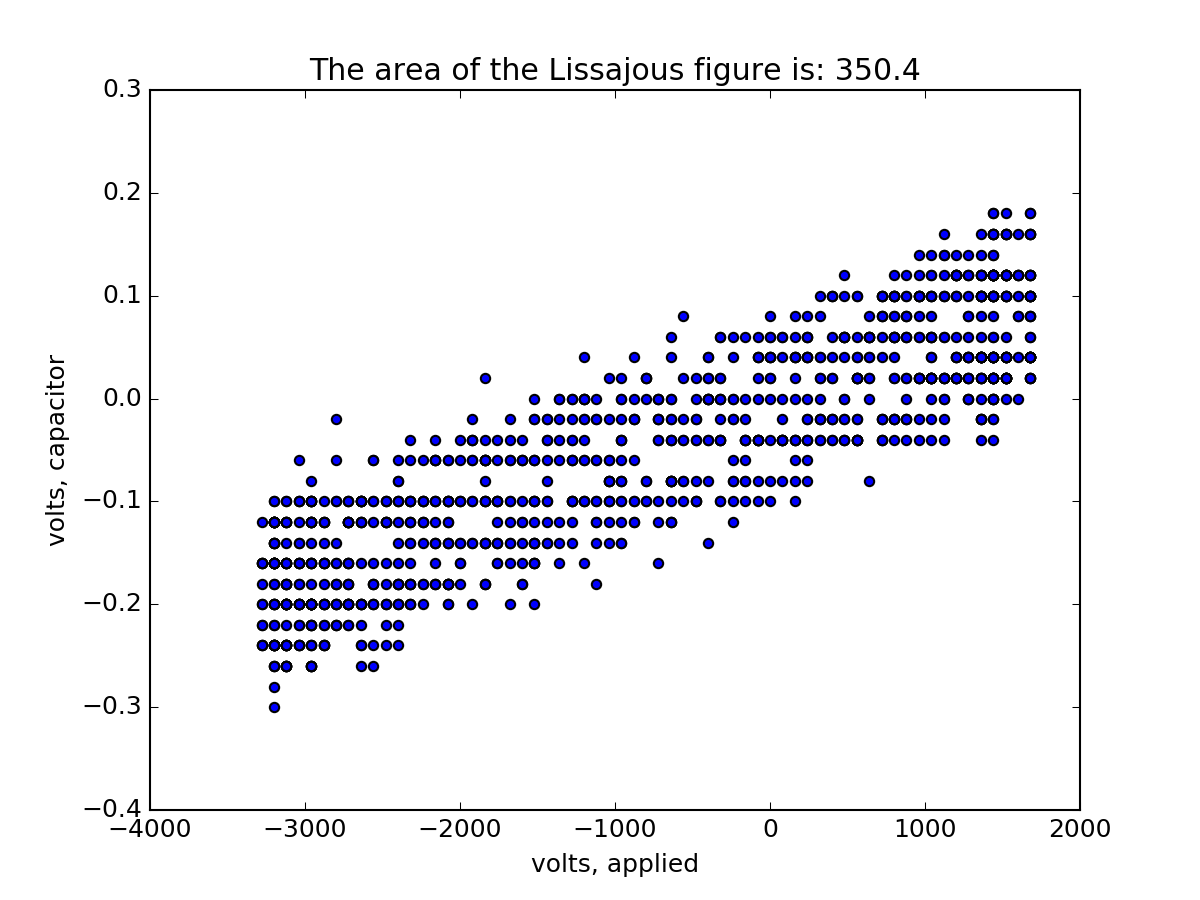 The area of the Lissajous figure is: 350.4
0.3
0.2
0.1
0.0
−0.1
−0.2
−0.3
−0.4
volts, capacitor
−4000 −3000 −2000 −1000 0 1000 2000
volts, applied